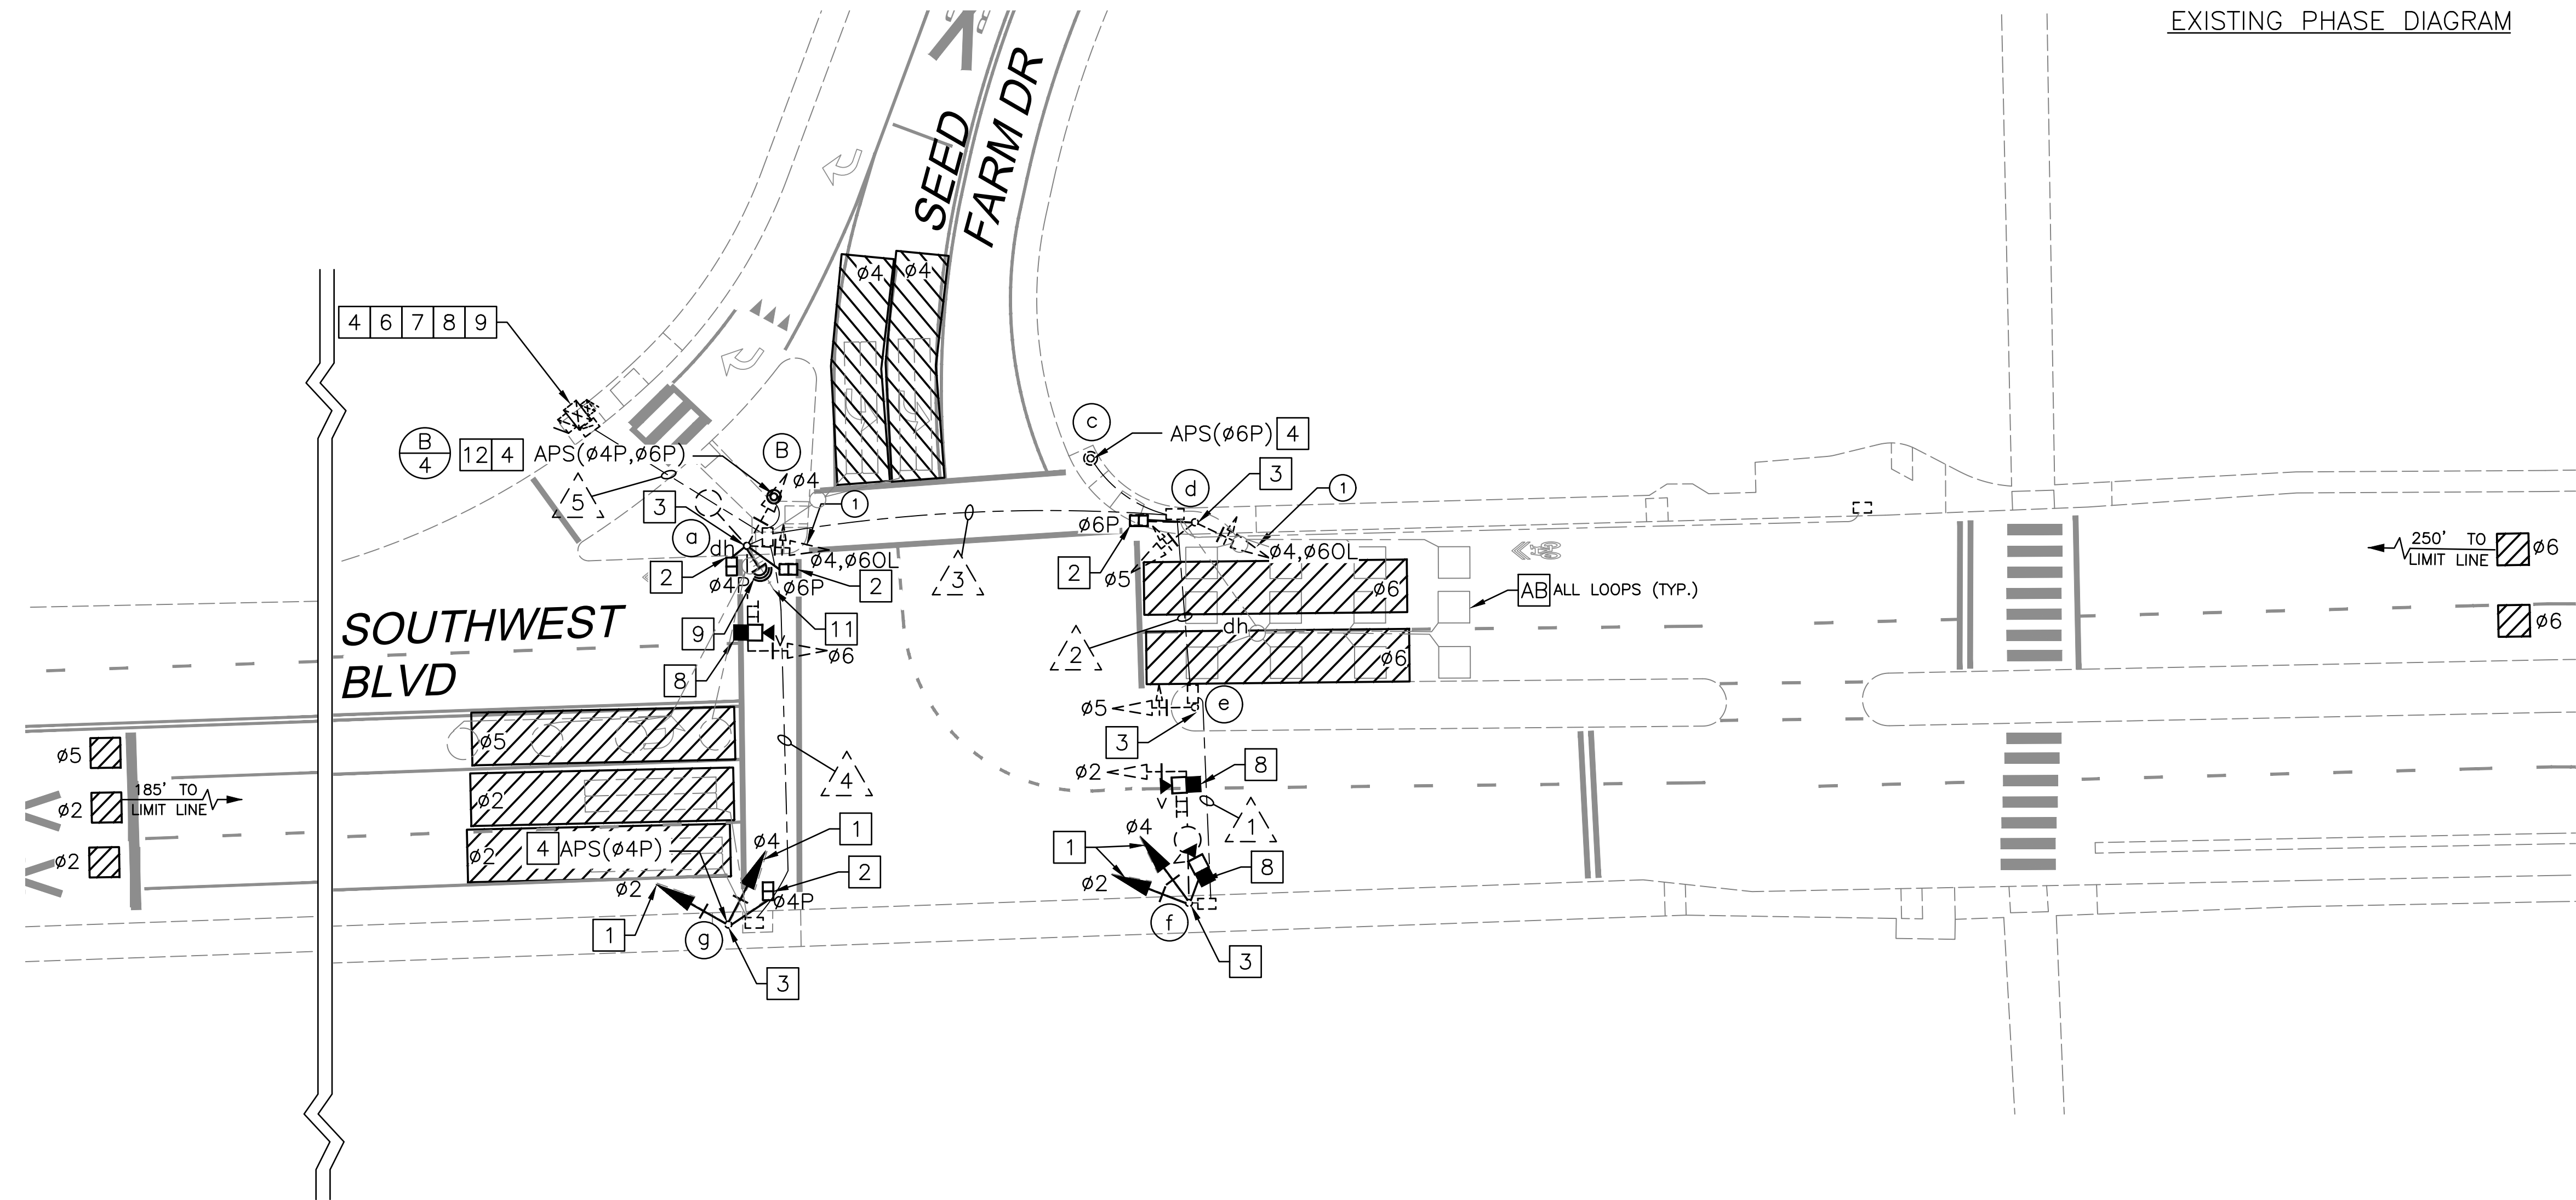 EXISTING PHASE DIAGRAM
SEED
FARM DR
ø4 ø4
4 6 7 8 9
B
4
12 4 APS(ø4P,ø6P)
B
ø4
c
APS(ø6P) 4
d
3
1
5
3
1
a
dh
2
ø4P
ø6P
2
ø4,ø6OL
3
ø6P
2
ø5
ø4,ø6OL
250' TO
LIMIT LINE
ø6
ø6
AB ALL LOOPS (TYP.)
ø6
dh
ø6
2
9
11
8
V
ø6
SOUTHWEST
BLVD
ø5
e
3
ø5
ø5
ø2
ø2
185' TO
LIMIT LINE
ø2
ø2
4
ø2
8
V
1
4 APS(ø4P)
ø4
1
2
ø4P
ø2
1
g
3
1
ø4
ø2
V
8
f
3